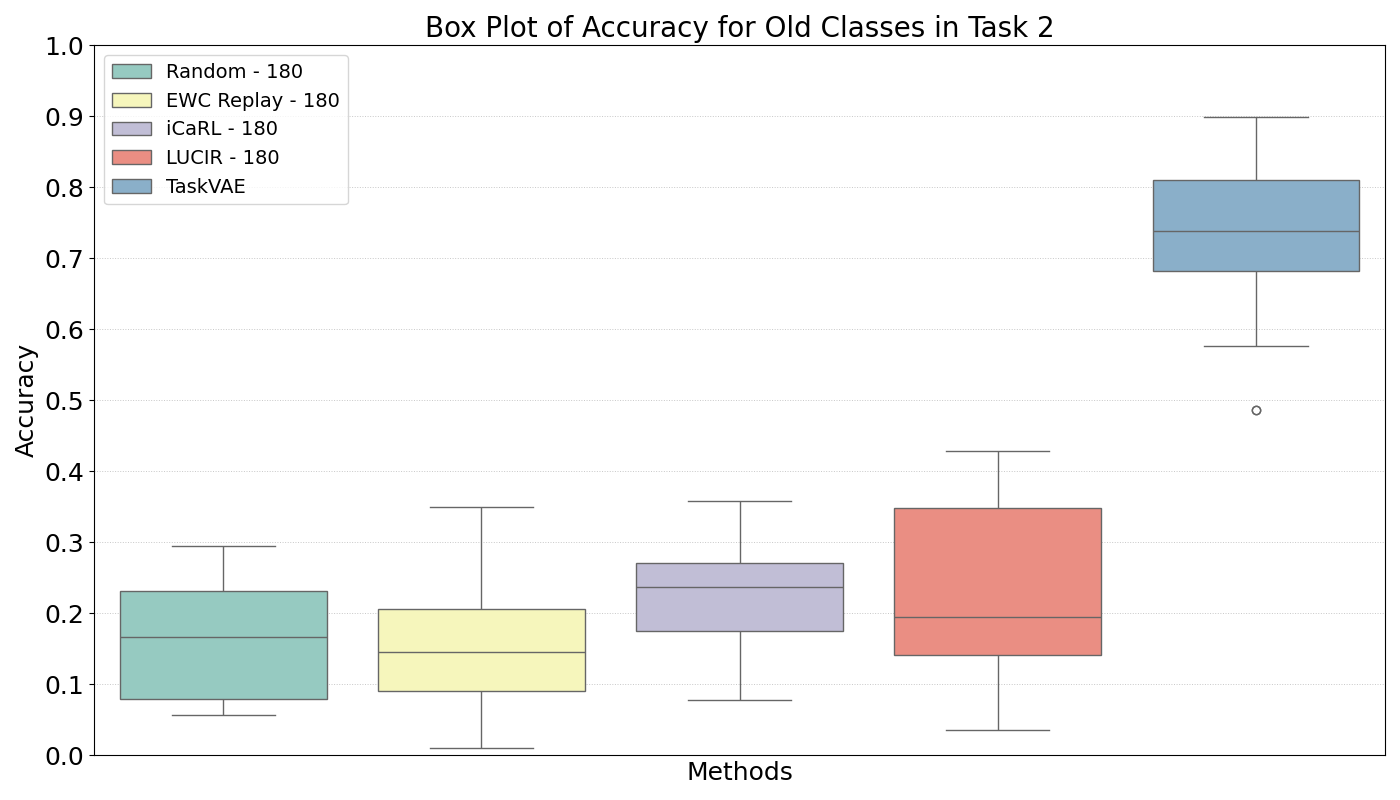 Box Plot of Accuracy for Old Classes in Task 2
1.0
0.9
0.8
0.7
0.6
0.5
0.4
0.3
0.2
0.1
0.0
Accuracy
Random - 180
EWC Replay - 180
iCaRL - 180
LUCIR - 180
TaskVAE
Methods